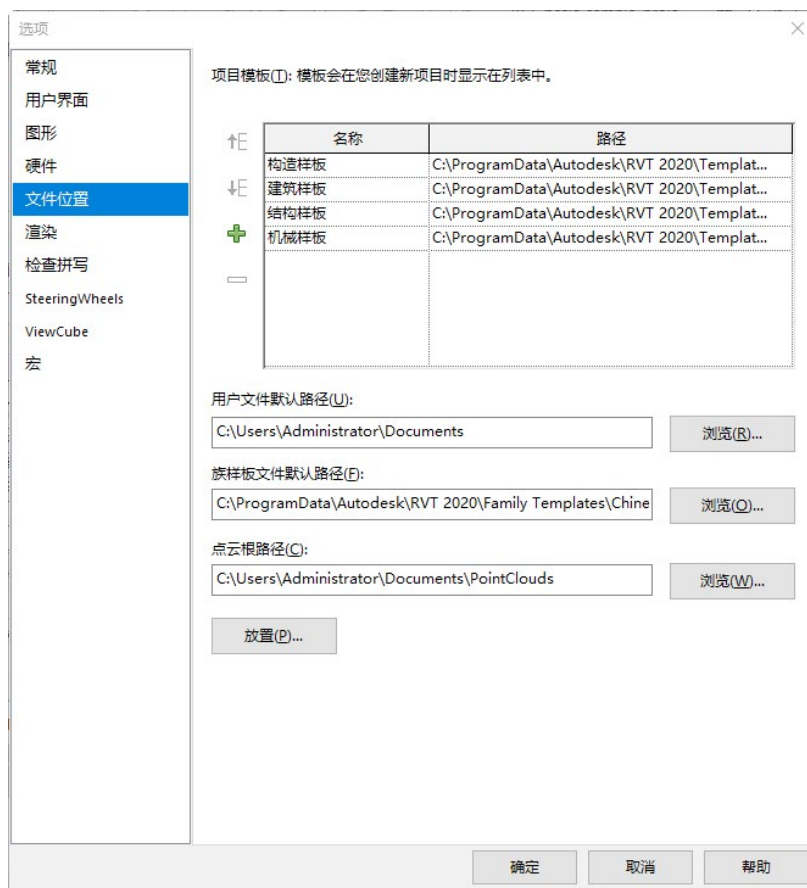 选项
常规
用户界面
图形
硬件
文件位置
渲染
检查拼写
SteeringWheels
ViewCube
宏
项目模板(T): 模板会在您创建新项目时显示在列表中。
名称 路径
构造样板 C:\ProgramData\Autodesk\RVT 2020\Templat...
建筑样板 C:\ProgramData\Autodesk\RVT 2020\Templat...
结构样板 C:\ProgramData\Autodesk\RVT 2020\Templat...
机械样板 C:\ProgramData\Autodesk\RVT 2020\Templat...
用户文件默认路径(U):
C:\Users\Administrator\Documents 浏览(R)...
族样板文件默认路径(F):
C:\ProgramData\Autodesk\RVT 2020\Family Templates\Chine 浏览(O)...
点云根路径(C):
C:\Users\Administrator\Documents\PointClouds 浏览(W)...
放置(P)...
确定 取消 帮助